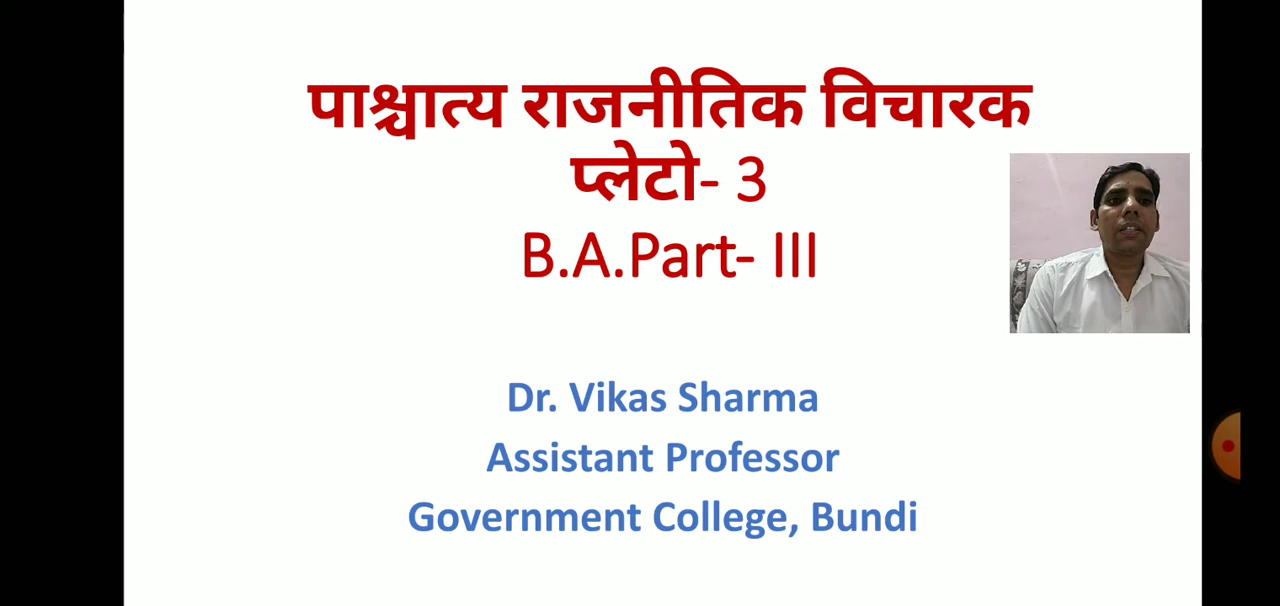 पाश्चात्य राजनीतिक विचारक
प्लेटो- 3
B.A.Part- III
Dr. Vikas Sharma
Assistant Professor
Government College, Bundi